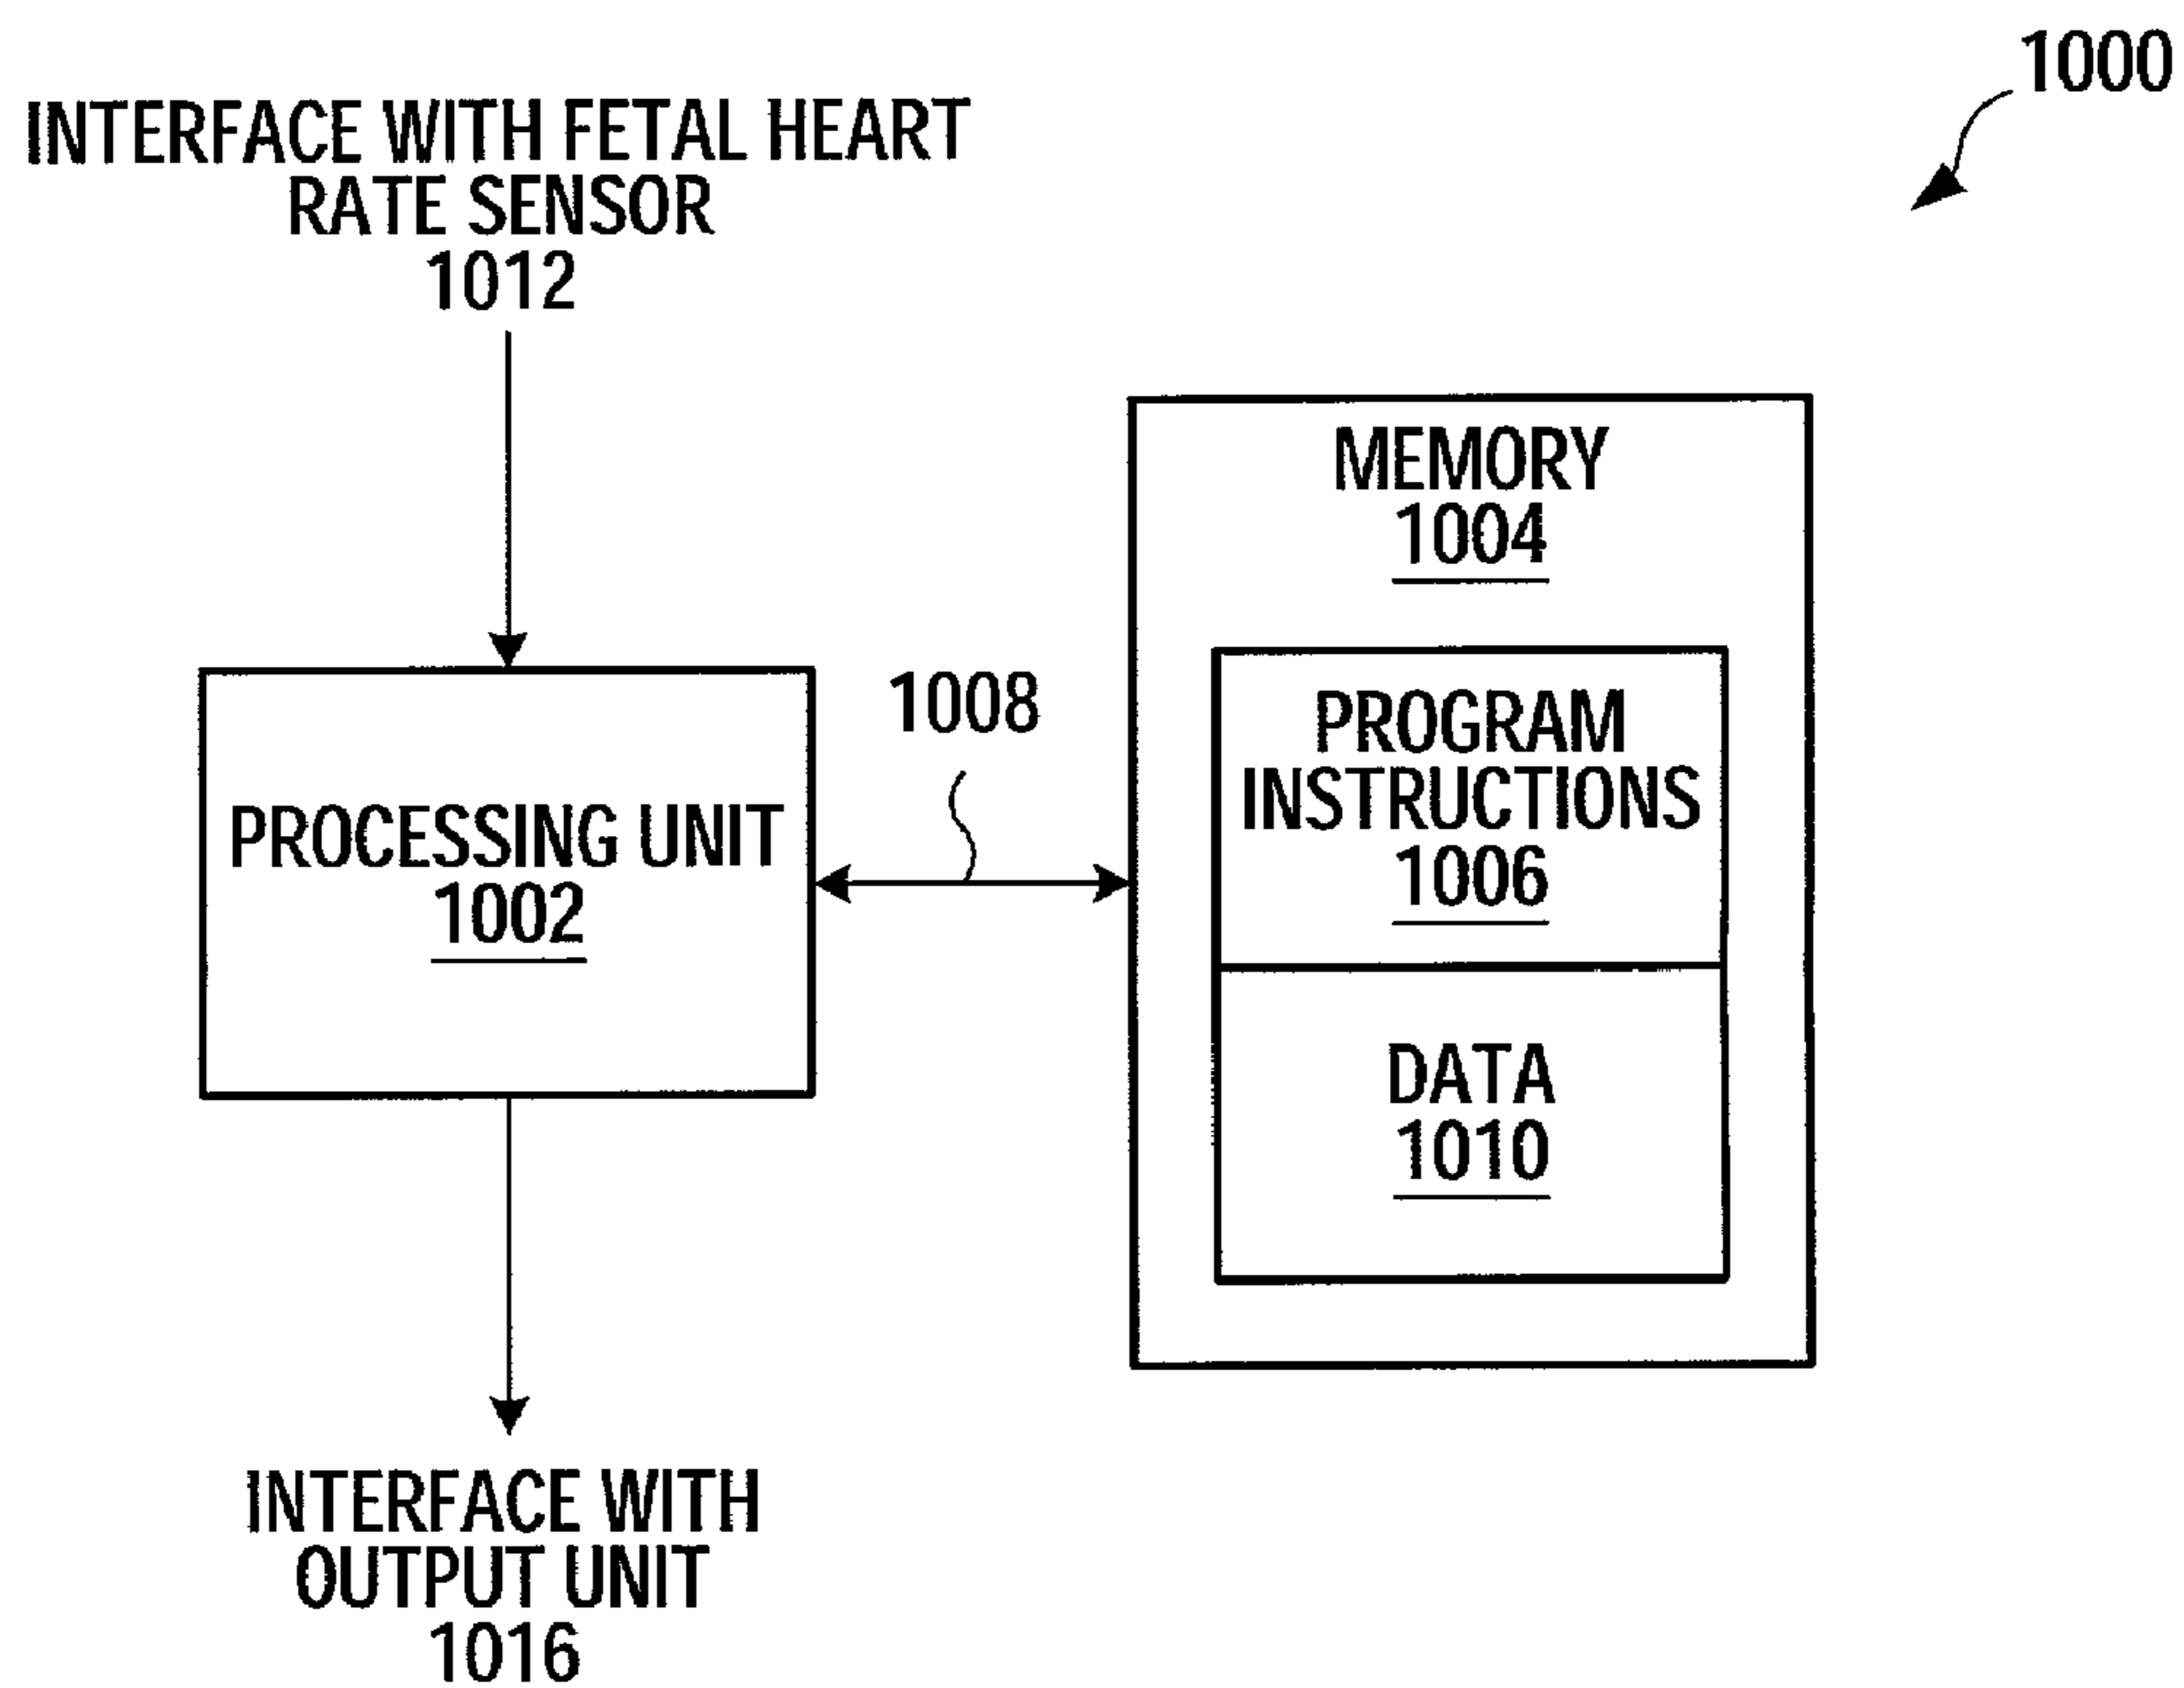 1000
INTERFACE WITH FETAL HEART
RATE SENSOR
1012
MEMORY
1004
1008
PROGRAM
INSTRUCTIONS
1006
PROCESSING UNIT
1002
DATA
1010
INTERFACE WITH
OUTPUT UNIT
1016